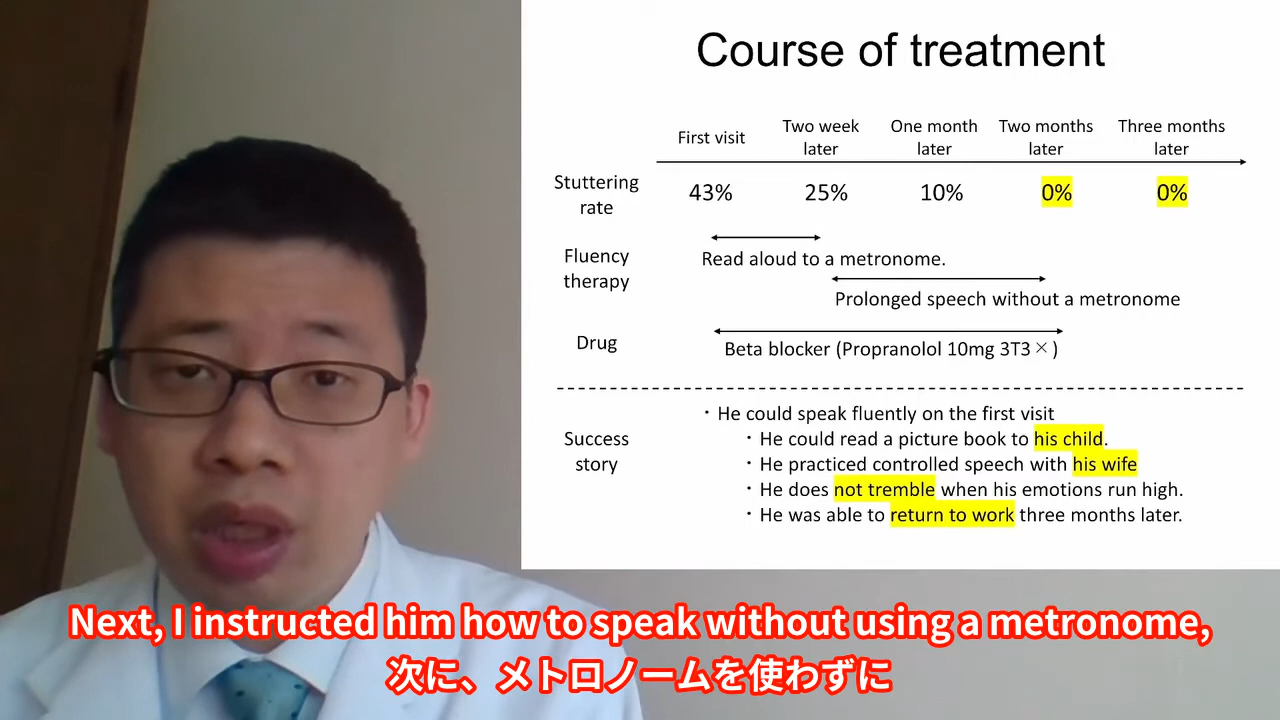 Course of treatment
First visit
Two week
later
One month
later
Two months
later
Three months
later
Stuttering
rate
43%
25%
10%
0%
0%
Fluency
therapy
Read aloud to a metronome.
Prolonged speech without a metronome
Drug
Beta blocker (Propranolol 10mg 3T3×)
Success
story
・He could speak fluently on the first visit
・He could read a picture book to his child.
・He practiced controlled speech with his wife
・He does not tremble when his emotions run high.
・He was able to return to work three months later.
Next, I instructed him how to speak without using a metronome,
次に、メトロノームを使わずに